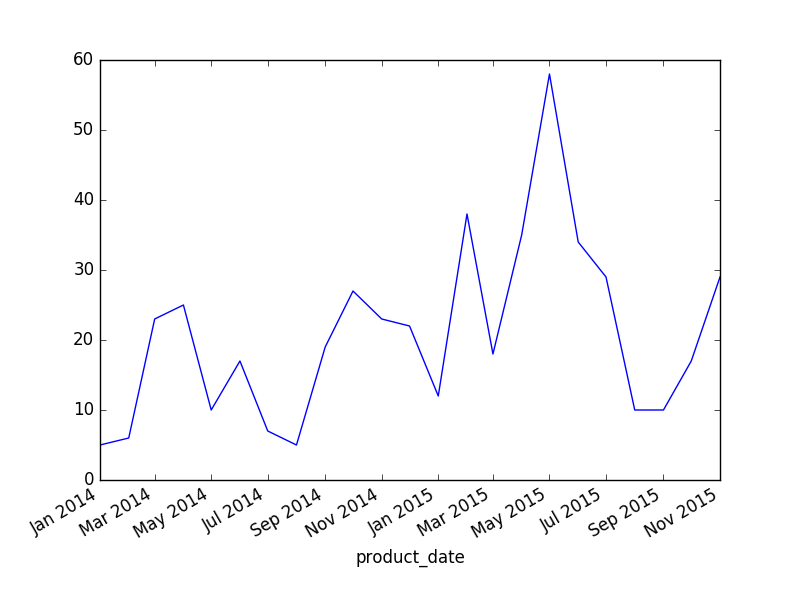 60
50
40
30
20
10
0
Jan 2014
Mar 2014
May 2014
Jul 2014
Sep 2014
Nov 2014
Jan 2015
Mar 2015
May 2015
Jul 2015
Sep 2015
Nov 2015
product_date